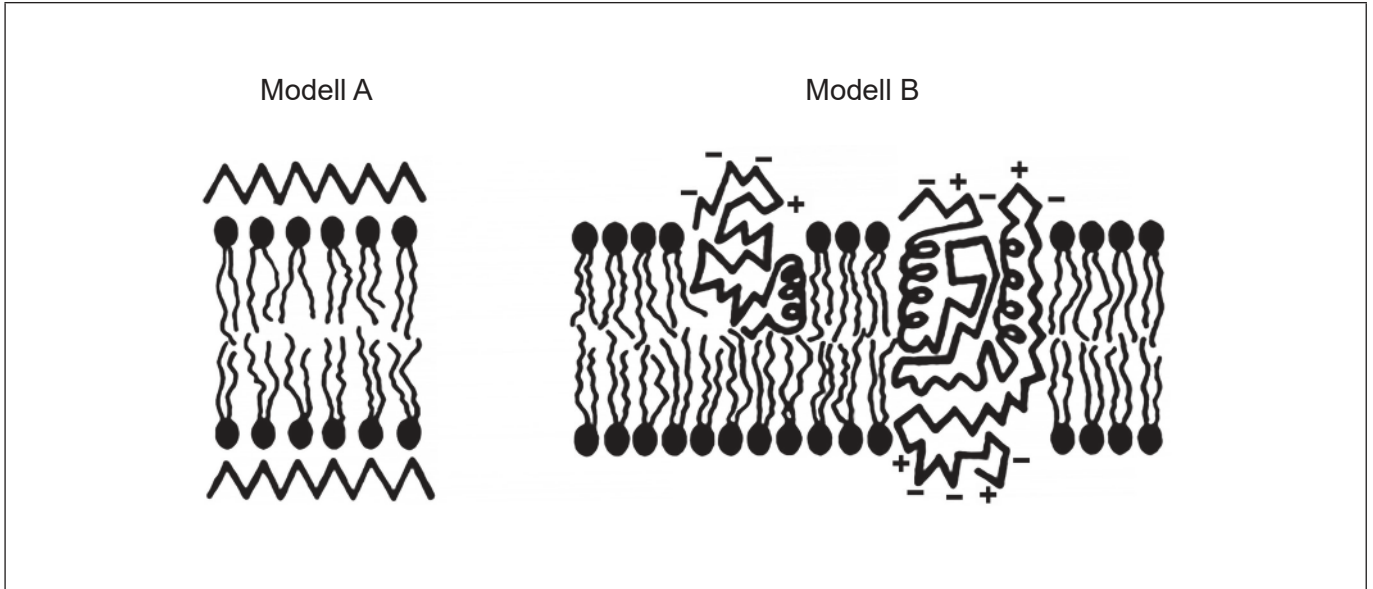 Modell A
Modell B
− −
− +
− + − + −
+ −
− − +